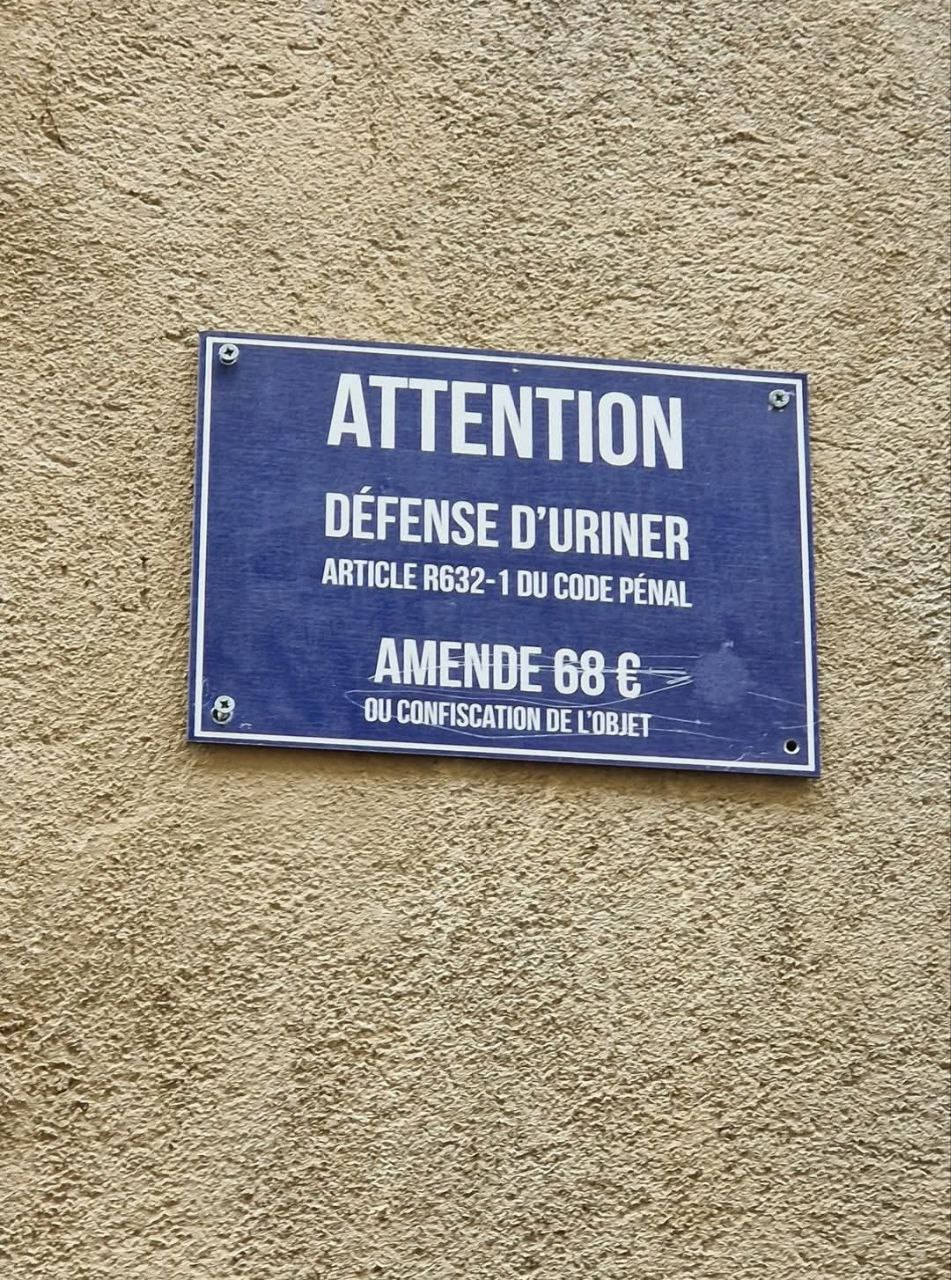 ATTENTION
DÉFENSE D'URINER
ARTICLE R632-1 DU CODE PÉNAL
AMENDE 68 €
OU CONFISCATION DE L'OBJET